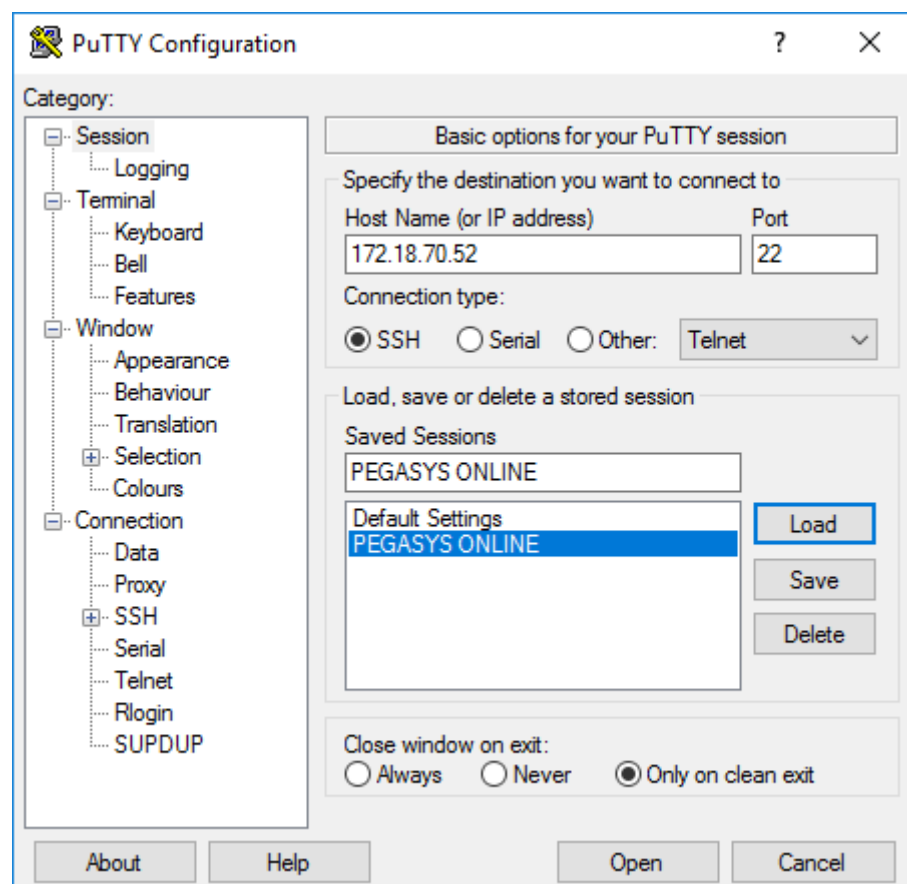 PuTTY Configuration
?
Category:
Session
Logging
Terminal
Keyboard
Bell
Features
Window
Appearance
Behaviour
Translation
Selection
Colours
Connection
Data
Proxy
SSH
Serial
Telnet
Rlogin
SUPDUP
Basic options for your PuTTY session
Specify the destination you want to connect to
Host Name (or IP address) Port
172.18.70.52 22
Connection type:
SSH Serial Other: Telnet
Load, save or delete a stored session
Saved Sessions
PEGASYS ONLINE
Default Settings
PEGASYS ONLINE
Load
Save
Delete
Close window on exit:
Always Never Only on clean exit
About Help Open Cancel